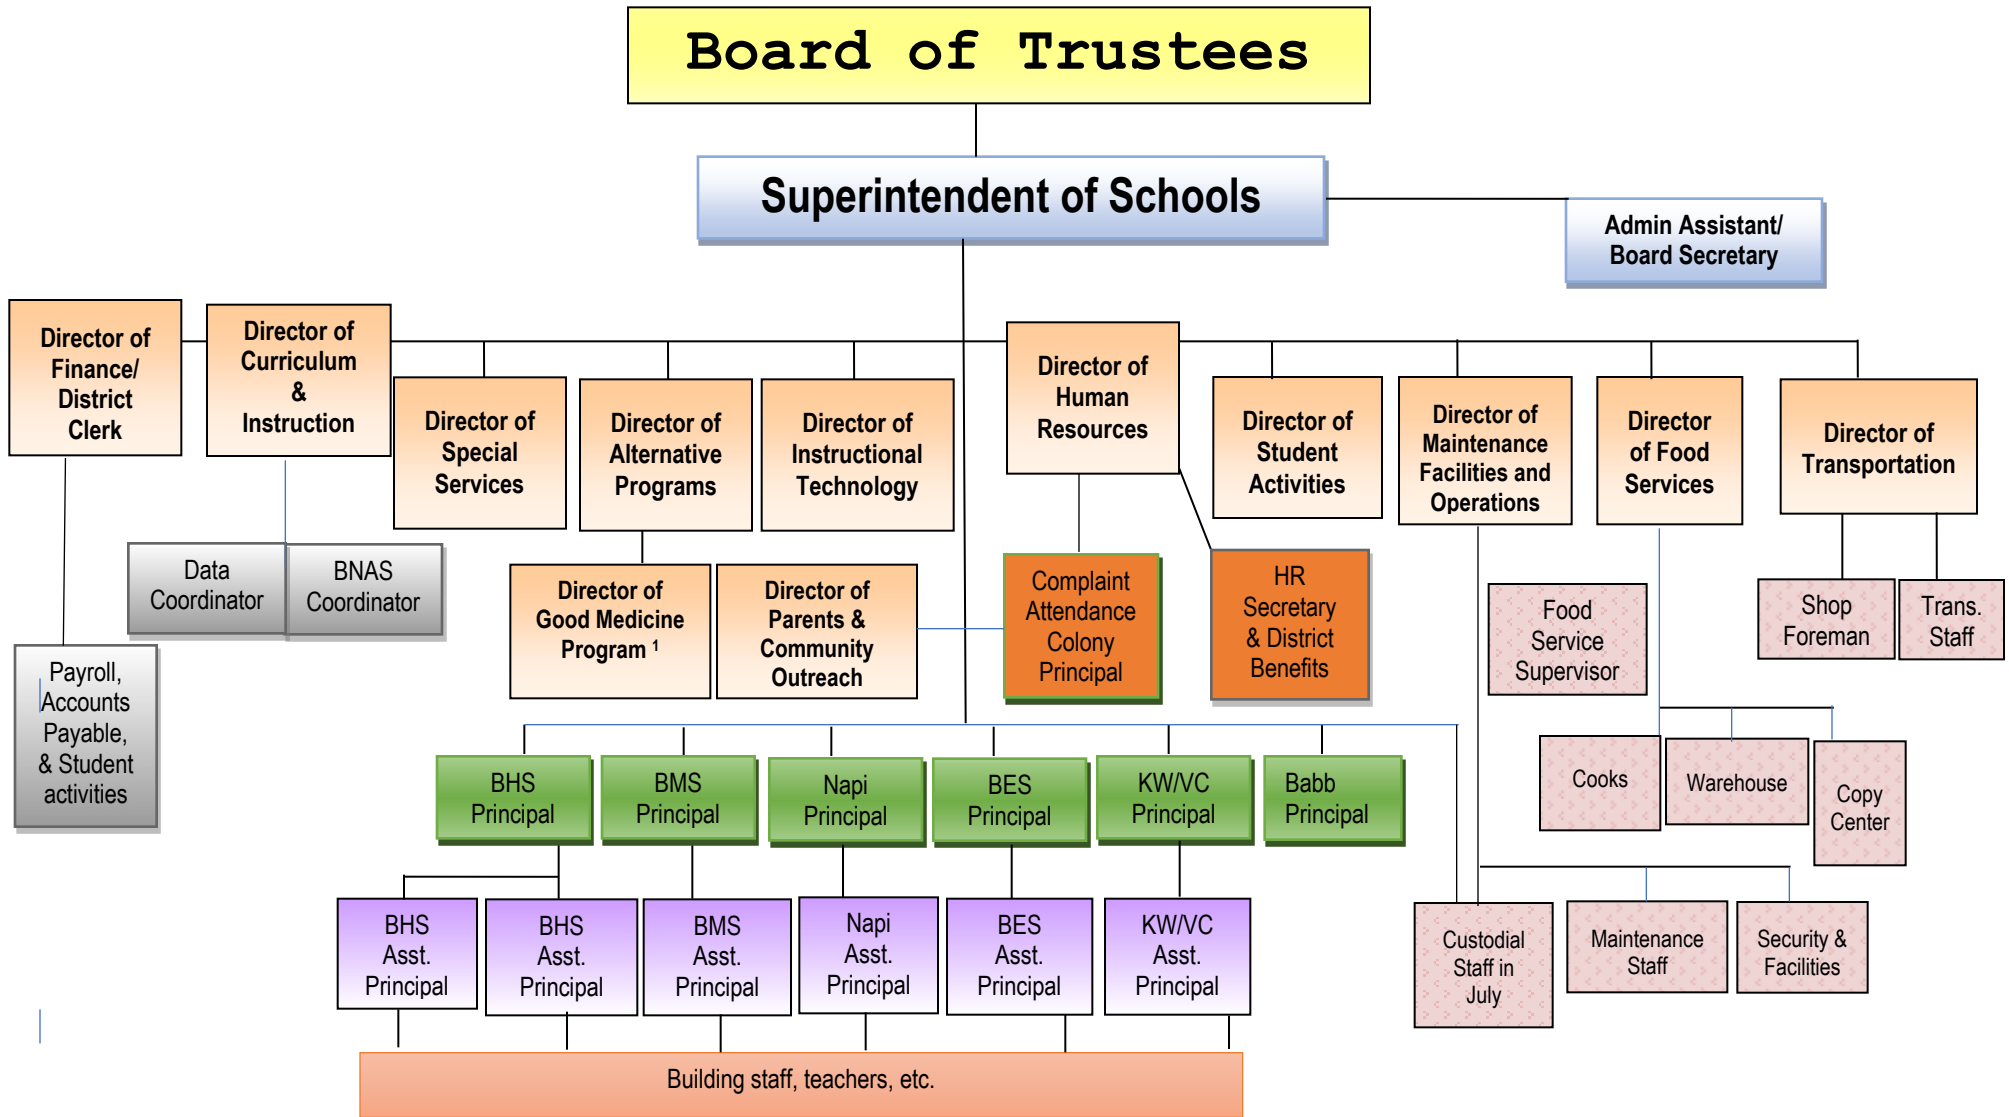 Board of Trustees
Superintendent of Schools
Admin Assistant/
Board Secretary
Director of
Finance/
District
Clerk
Director of
Curriculum
&
Instruction
Director of
Special
Services
Director of
Alternative
Programs
Director of
Instructional
Technology
Director of
Human
Resources
Director of
Student
Activities
Director of
Maintenance
Facilities and
Operations
Director
of Food
Services
Director of
Transportation
Data
Coordinator
BNAS
Coordinator
Director of
Good Medicine
Program ¹
Director of
Parents &
Community
Outreach
Complaint
Attendance
Colony
Principal
HR
Secretary
& District
Benefits
Food
Service
Supervisor
Shop
Foreman
Trans.
Staff
Payroll,
Accounts
Payable,
& Student
activities
BHS
Principal
BMS
Principal
Napi
Principal
BES
Principal
KW/VC
Principal
Babb
Principal
Cooks
Warehouse
Copy
Center
BHS
Asst.
Principal
BHS
Asst.
Principal
BMS
Asst.
Principal
Napi
Asst.
Principal
BES
Asst.
Principal
KW/VC
Asst.
Principal
Custodial
Staff in
July
Maintenance
Staff
Security &
Facilities
Building staff, teachers, etc.